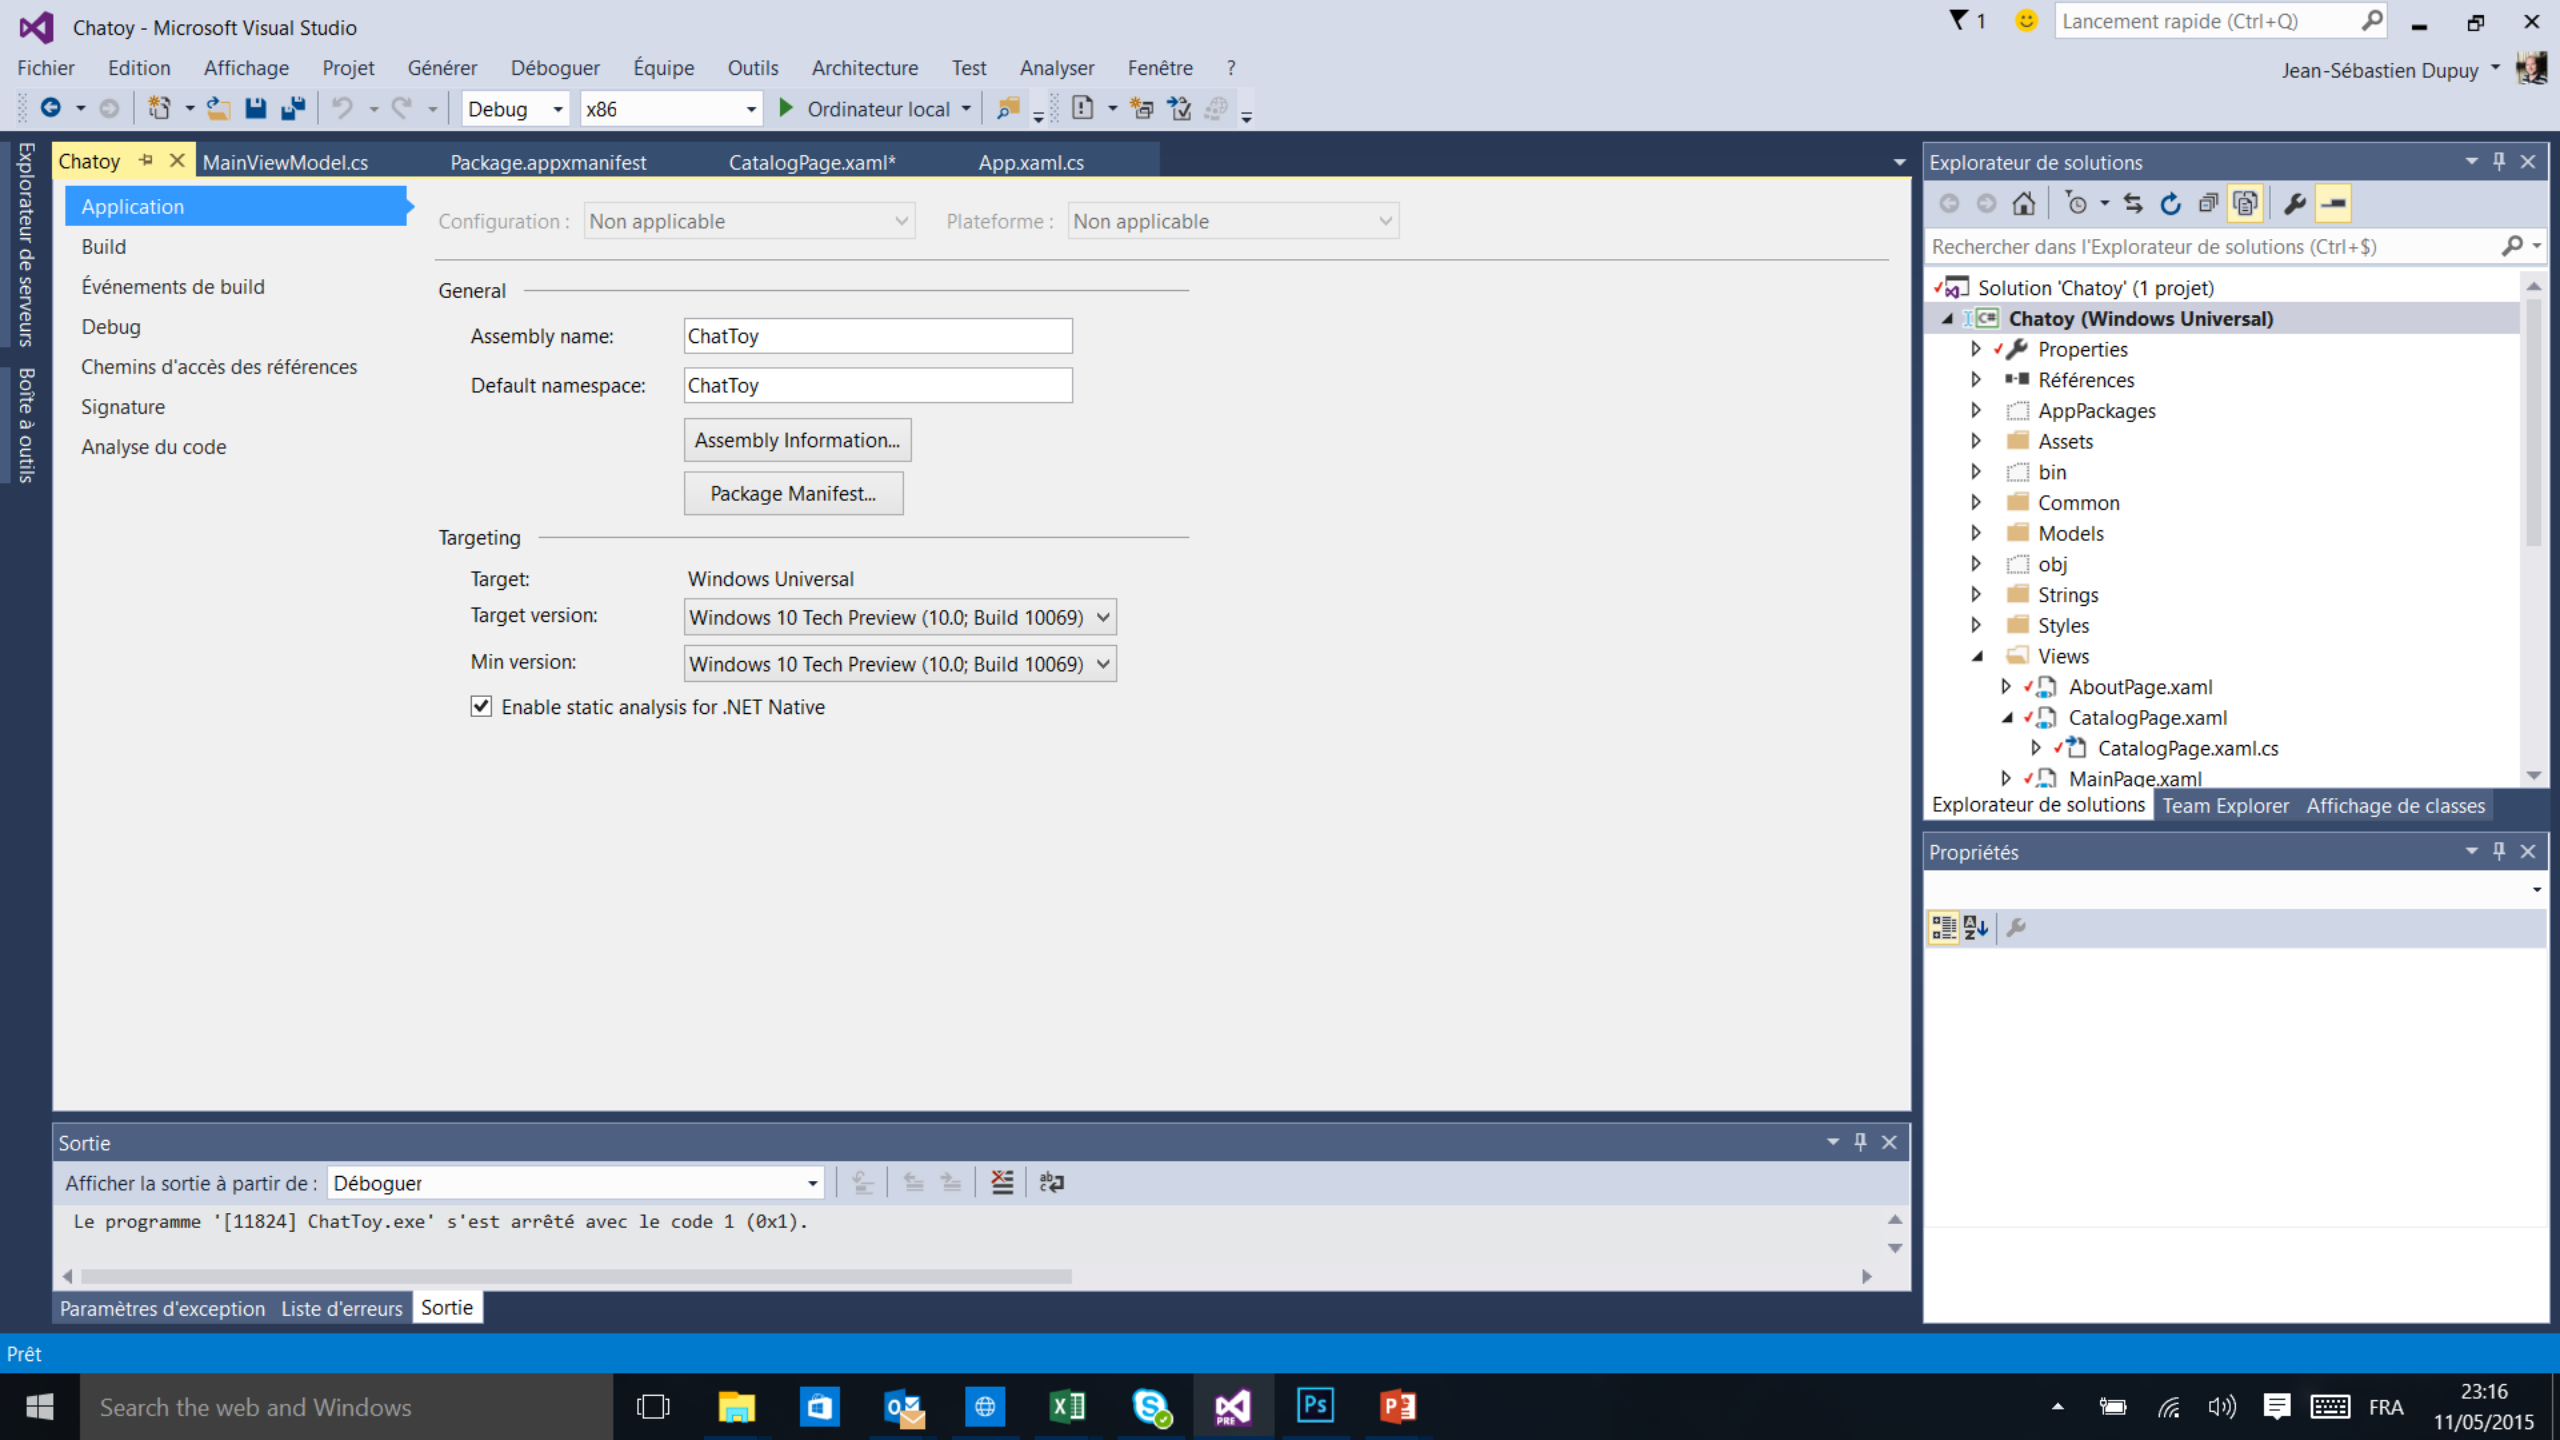 Chatoy - Microsoft Visual Studio
1
Lancement rapide (Ctrl+Q)
Fichier Edition Affichage Projet Générer Déboguer Équipe Outils Architecture Test Analyser Fenêtre ?
Jean-Sébastien Dupuy
Debug x86 Ordinateur local
Explorateur de serveurs
Boîte à outils
Chatoy MainViewModel.cs Package.appxmanifest CatalogPage.xaml* App.xaml.cs
Application
Build
Événements de build
Debug
Chemins d'accès des références
Signature
Analyse du code
Configuration : Non applicable Plateforme : Non applicable
General
Assembly name: ChatToy
Default namespace: ChatToy
Assembly Information...
Package Manifest...
Targeting
Target: Windows Universal
Target version: Windows 10 Tech Preview (10.0; Build 10069)
Min version: Windows 10 Tech Preview (10.0; Build 10069)
Enable static analysis for .NET Native
Explorateur de solutions
Rechercher dans l'Explorateur de solutions (Ctrl+$)
Solution 'Chatoy' (1 projet)
C# Chatoy (Windows Universal)
Properties
Références
AppPackages
Assets
bin
Common
Models
obj
Strings
Styles
Views
AboutPage.xaml
CatalogPage.xaml
CatalogPage.xaml.cs
MainPage.xaml
Explorateur de solutions Team Explorer Affichage de classes
Propriétés
Sortie
Afficher la sortie à partir de : Déboguer
Le programme '[11824] ChatToy.exe' s'est arrêté avec le code 1 (0x1).
Paramètres d'exception Liste d'erreurs Sortie
Prêt
Search the web and Windows
PRE
Ps
FRA
23:16
11/05/2015